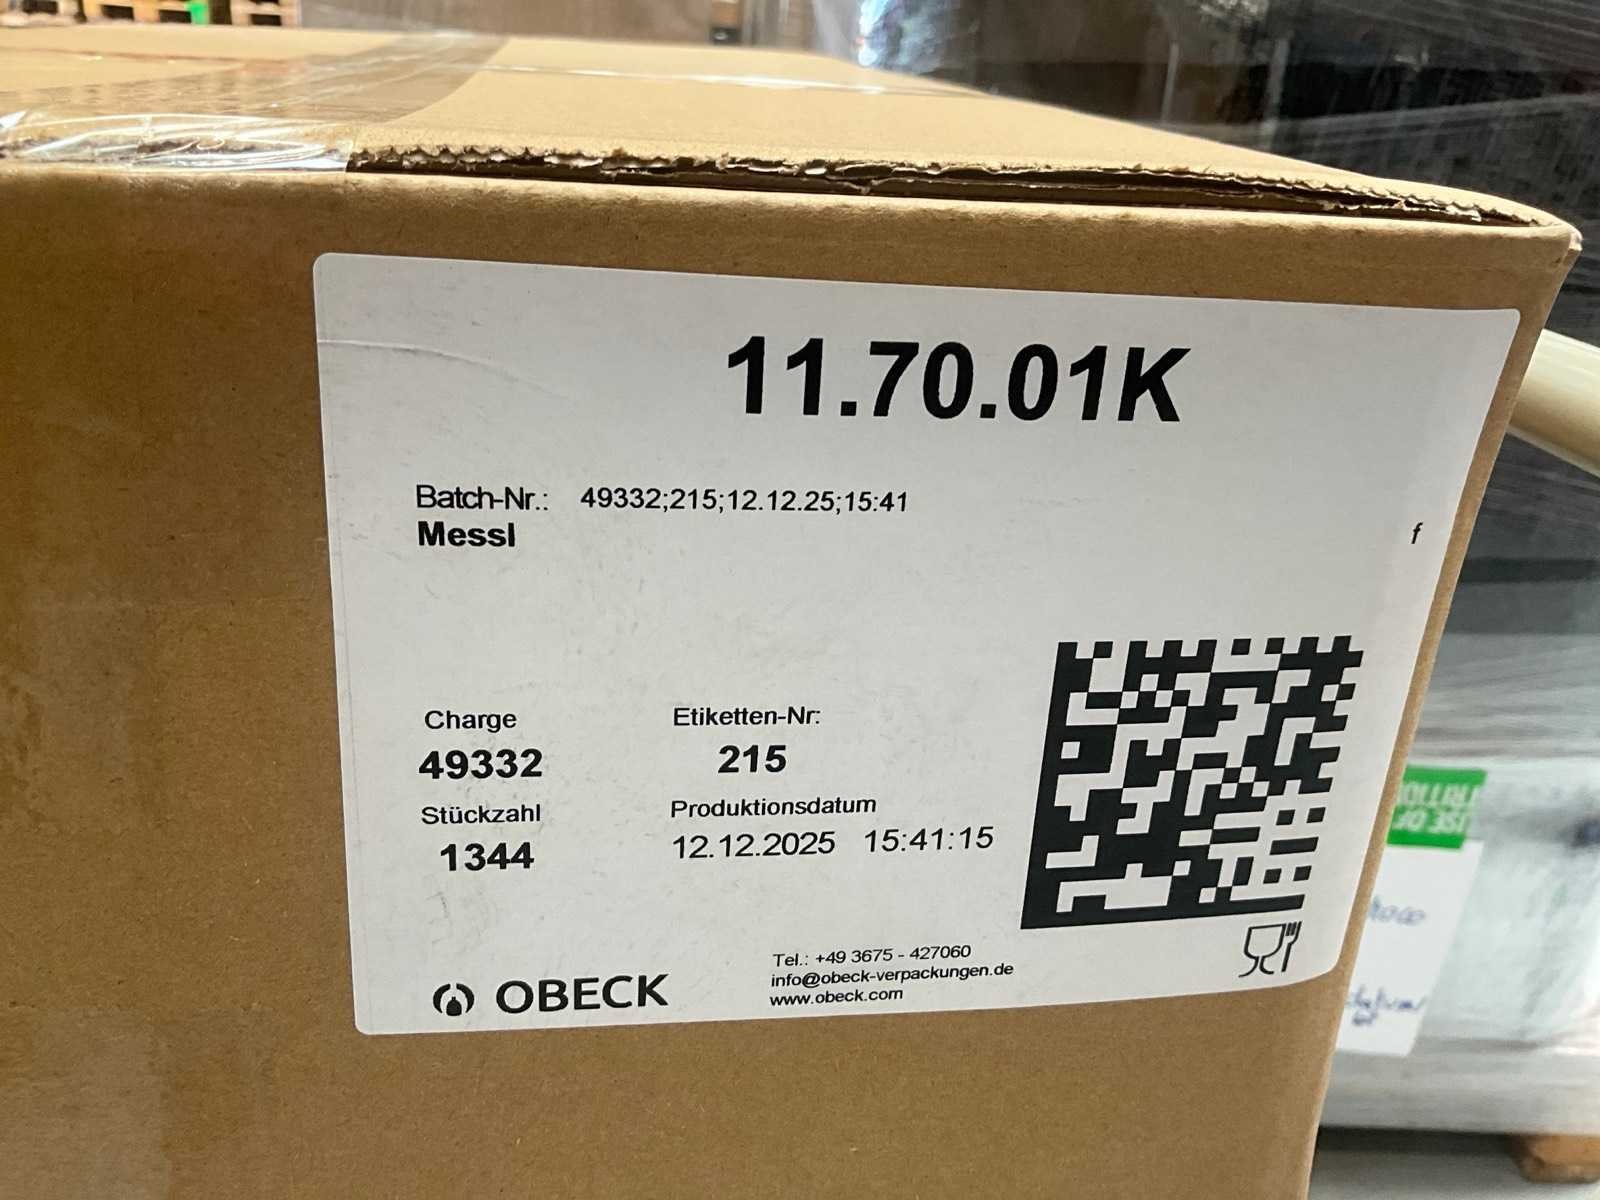 11.70.01K
Batch-Nr.: 49332;215;12.12.25;15:41
Messl
f
Charge
49332
Etiketten-Nr:
215
Stückzahl
1344
Produktionsdatum
12.12.2025 15:41:15
OBECK
Tel.: +49 3675 - 427060
info@obeck-verpackungen.de
www.obeck.com